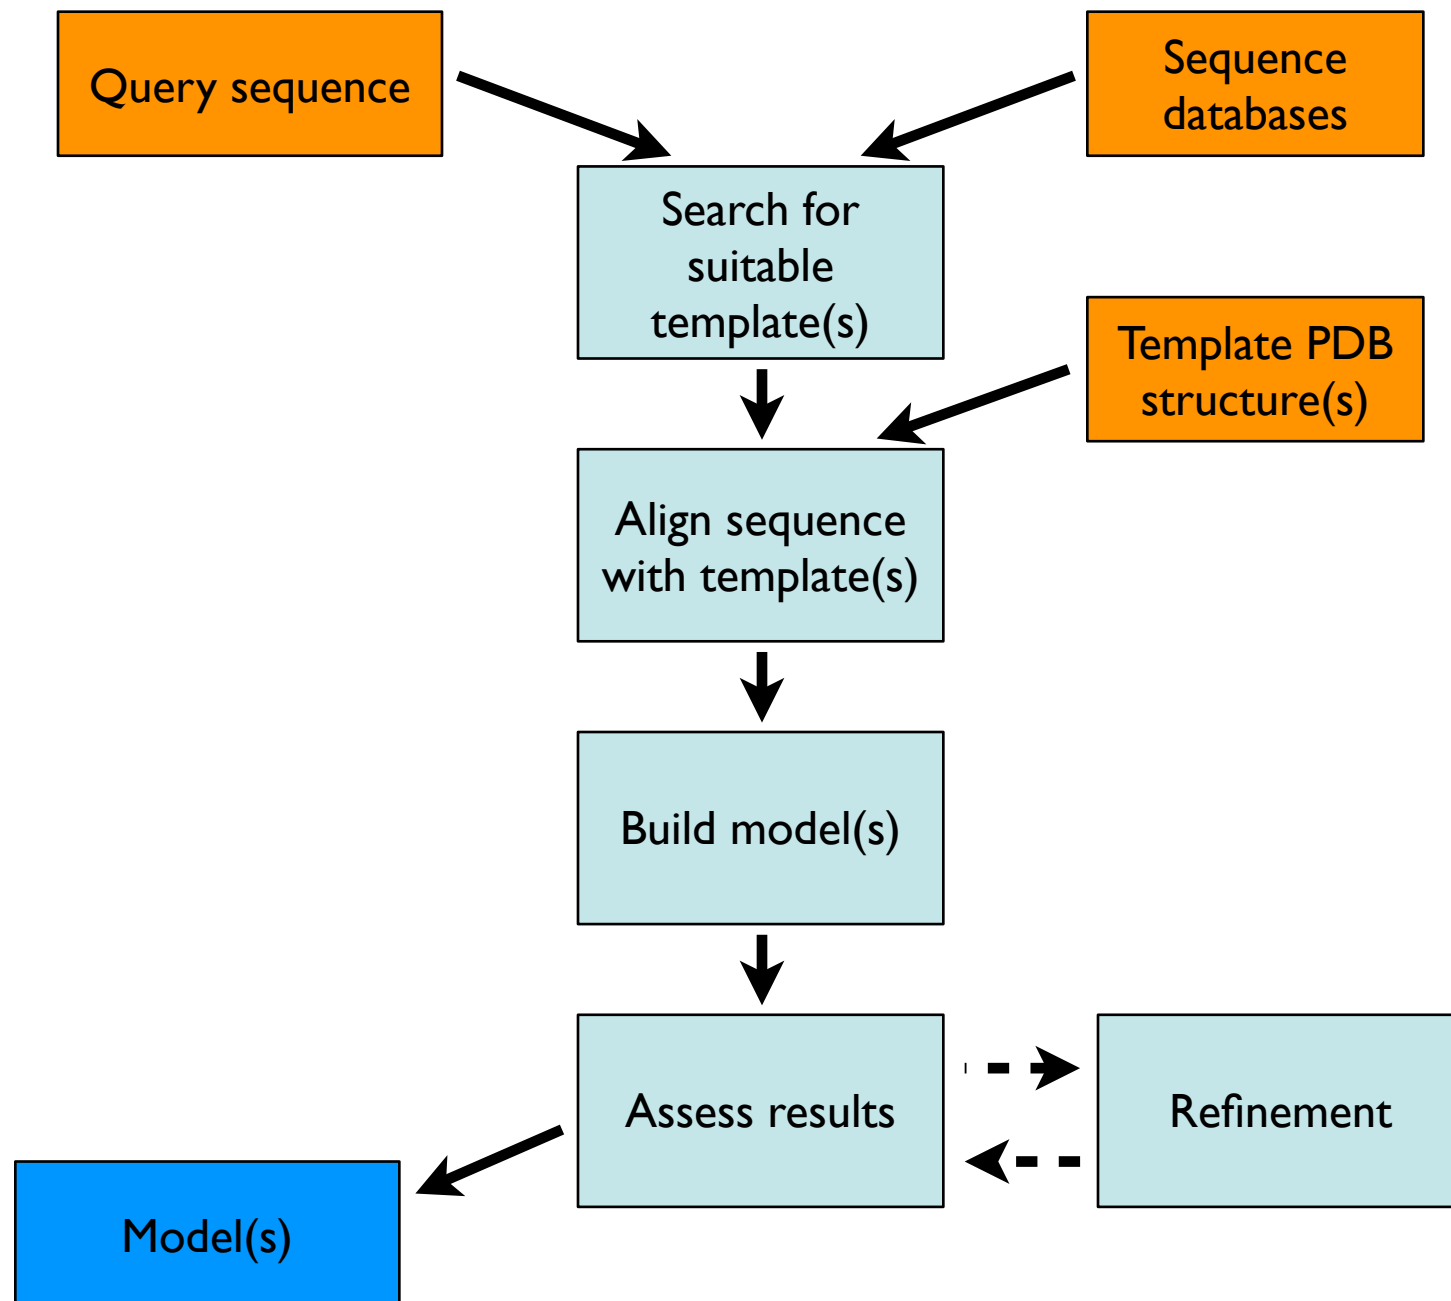 Query sequence
Sequence
databases
Search for
suitable
template(s)
Template PDB
structure(s)
Align sequence
with template(s)
Build model(s)
Assess results
Refinement
Model(s)